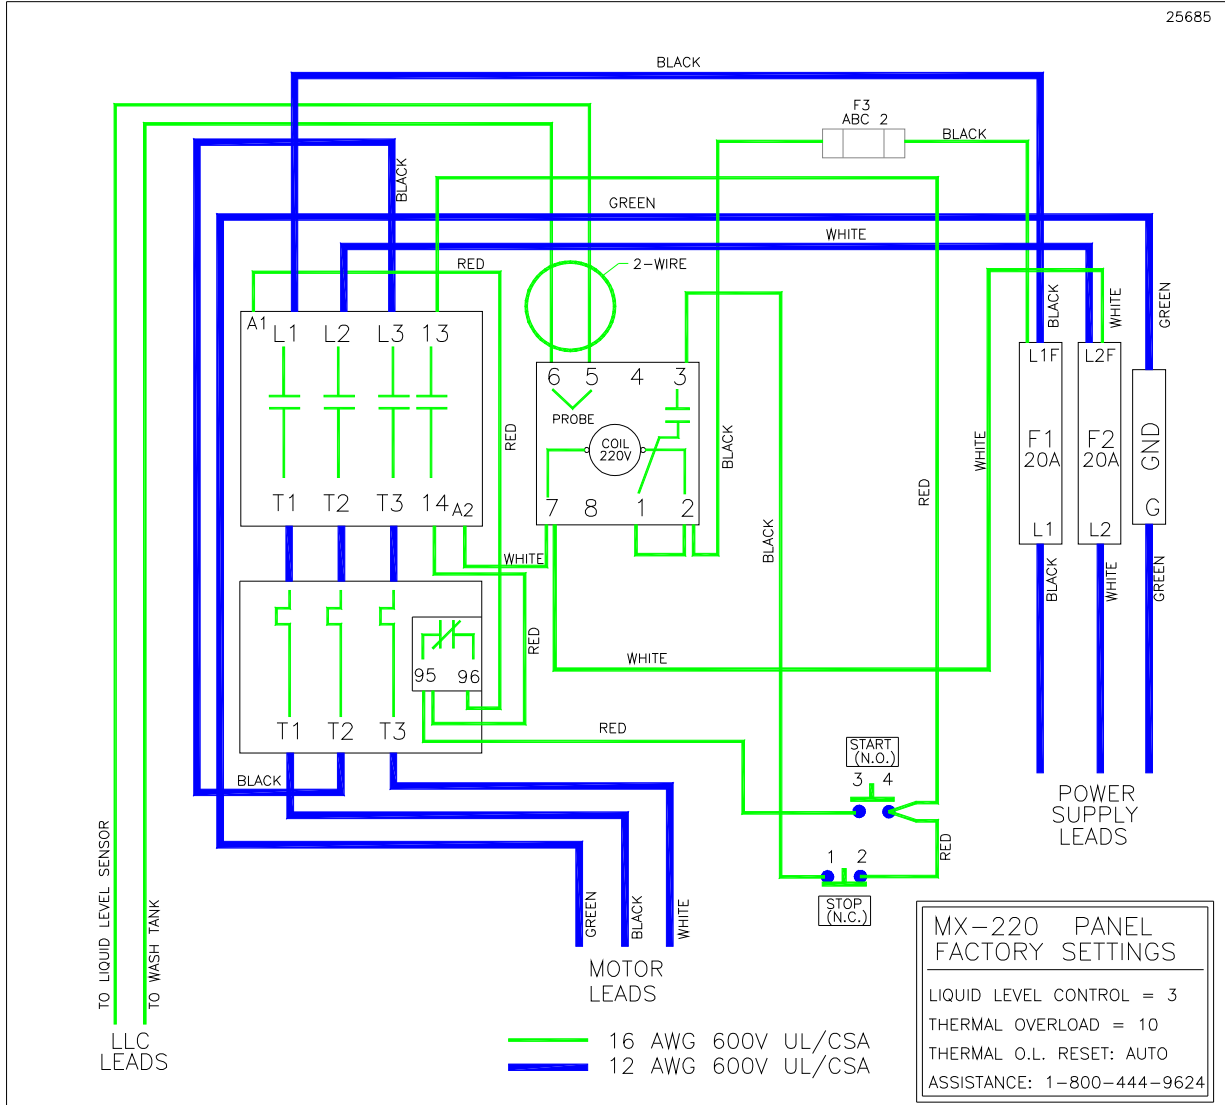 25685
BLACK
F3
ABC 2
BLACK
BLACK
GREEN
WHITE
RED
2-WIRE
BLACK
WHITE
GREEN
A1
L1
L2
L3
13
6
5
4
3
L1F
L2F
PROBE
COIL
220V
RED
BLACK
WHITE
F1
20A
F2
20A
GND
RED
T1
T2
T3
14
A2
7
8
1
2
L1
L2
G
BLACK
WHITE
BLACK
WHITE
GREEN
RED
WHITE
95
96
T1
T2
T3
RED
START
(N.O.)
BLACK
3 4
POWER
SUPPLY
LEADS
RED
1 2
STOP
(N.C.)
TO LIQUID LEVEL SENSOR
TO WASH TANK
GREEN
BLACK
WHITE
MOTOR
LEADS
LLC
LEADS
16 AWG 600V UL/CSA
12 AWG 600V UL/CSA
MX-220 PANEL
FACTORY SETTINGS
LIQUID LEVEL CONTROL = 3
THERMAL OVERLOAD = 10
THERMAL O.L. RESET: AUTO
ASSISTANCE: 1-800-444-9624